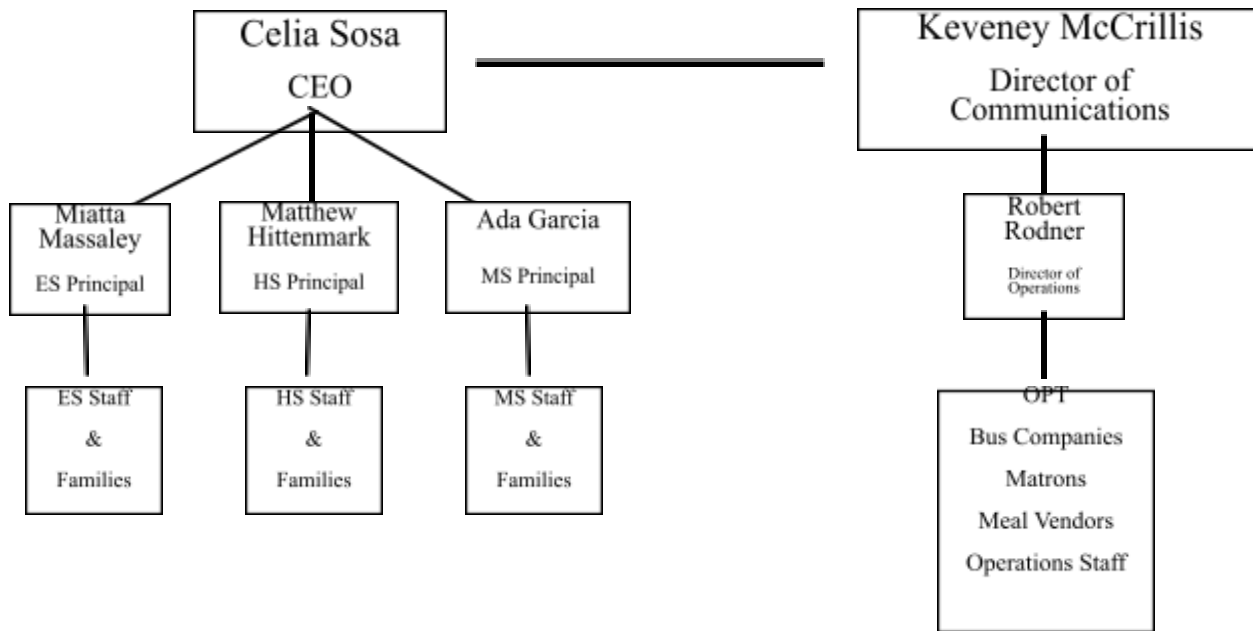 Celia Sosa
CEO
Keveney McCrillis
Director of
Communications
Miatta
Massaley
ES Principal
Matthew
Hittenmark
HS Principal
Ada Garcia
MS Principal
Robert
Rodner
Director of
Operations
ES Staff
&
Families
HS Staff
&
Families
MS Staff
&
Families
OPT
Bus Companies
Matrons
Meal Vendors
Operations Staff